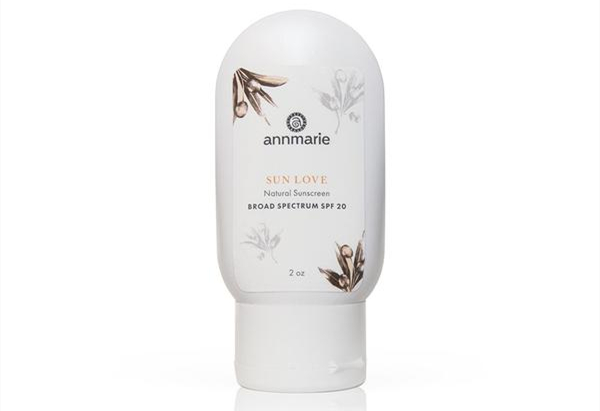 annmarie
SUN LOVE
Natural Sunscreen
BROAD SPECTRUM SPF 20
2 oz